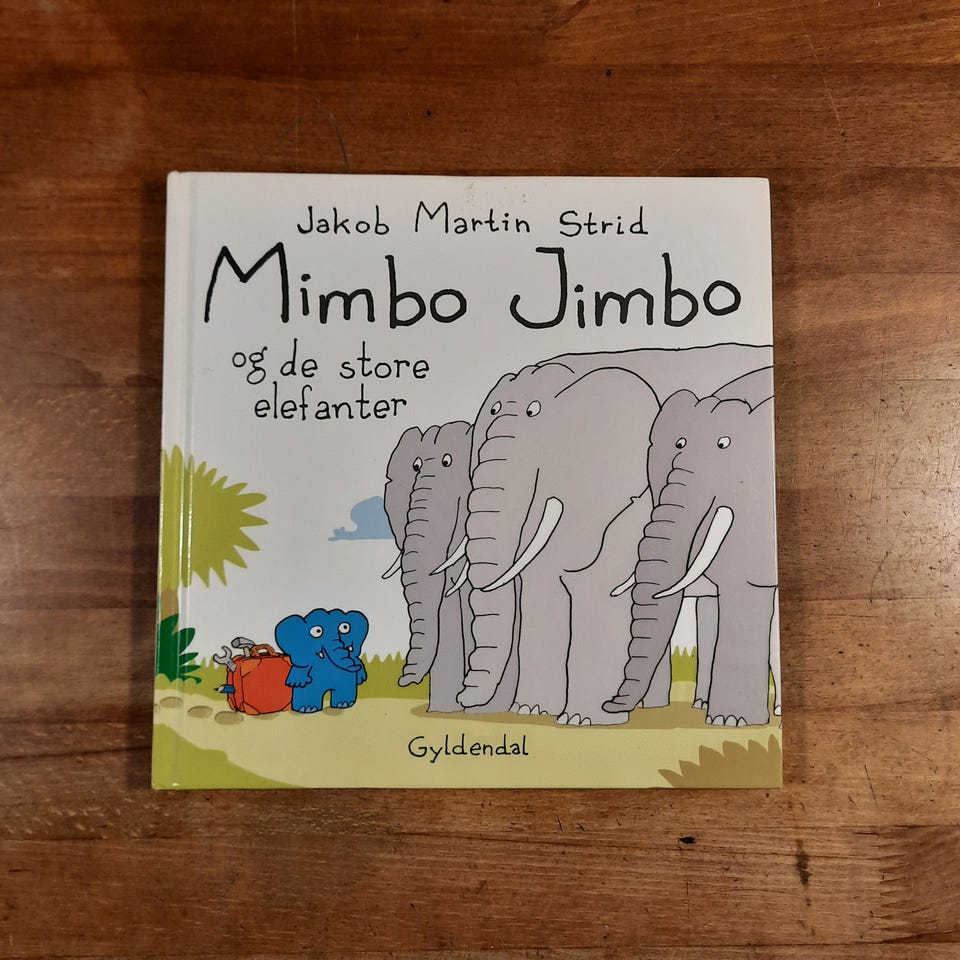 Jakob Martin Strid
Mimbo Jimbo
og de store
elefanter
Gyldendal